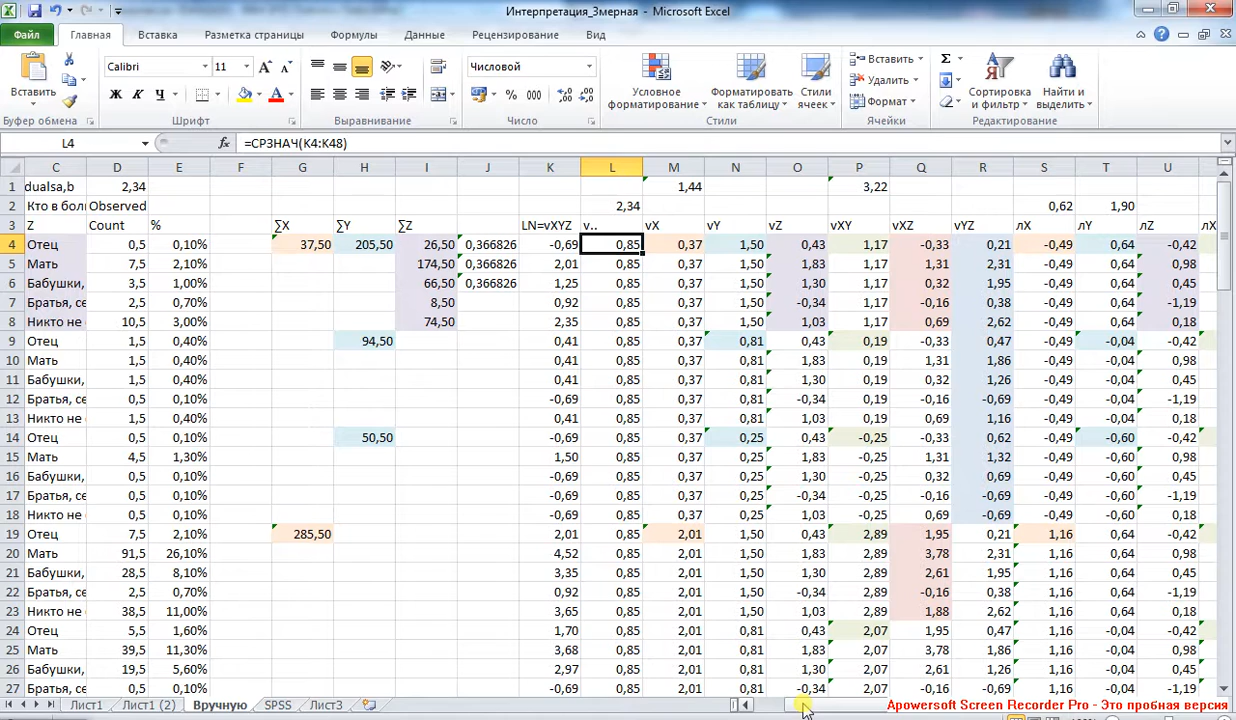 Интерпретация_3мерная - Microsoft Excel
Файл Главная Вставка Разметка страницы Формулы Данные Рецензирование Вид
Вставить Calibri 11 Числовой Условное форматирование Форматировать как таблицу Стили ячеек Вставить Удалить Формат Сортировка и фильтр Найти и выделить
Ж К Ч % 000
Буфер обмена Шрифт Выравнивание Число Стили Ячейки Редактирование
L4 fx =СРЗНАЧ(K4:K48)
C D E F G H I J K L M N O P Q R S T U
1 dualsa,b 2,34 1,44 3,22
2 Кто в бол Observed 2,34 0,62 1,90
3 Z Count % ∑X ∑Y ∑Z LN=vXYZ v.. vX vY vZ vXY vXZ vYZ лX лY лZ лX
4 Отец 0,5 0,10% 37,50 205,50 26,50 0,366826 -0,69 0,85 0,37 1,50 0,43 1,17 -0,33 0,21 -0,49 0,64 -0,42
5 Мать 7,5 2,10% 174,50 0,366826 2,01 0,85 0,37 1,50 1,83 1,17 1,31 2,31 -0,49 0,64 0,98
6 Бабушки, 3,5 1,00% 66,50 0,366826 1,25 0,85 0,37 1,50 1,30 1,17 0,32 1,95 -0,49 0,64 0,45
7 Братья, се 2,5 0,70% 8,50 0,92 0,85 0,37 1,50 -0,34 1,17 -0,16 0,38 -0,49 0,64 -1,19
8 Никто не 10,5 3,00% 74,50 2,35 0,85 0,37 1,50 1,03 1,17 0,69 2,62 -0,49 0,64 0,18
9 Отец 1,5 0,40% 94,50 0,41 0,85 0,37 0,81 0,43 0,19 -0,33 0,47 -0,49 -0,04 -0,42
10 Мать 1,5 0,40% 0,41 0,85 0,37 0,81 1,83 0,19 1,31 1,86 -0,49 -0,04 0,98
11 Бабушки, 1,5 0,40% 0,41 0,85 0,37 0,81 1,30 0,19 0,32 1,26 -0,49 -0,04 0,45
12 Братья, се 0,5 0,10% -0,69 0,85 0,37 0,81 -0,34 0,19 -0,16 -0,69 -0,49 -0,04 -1,19
13 Никто не 1,5 0,40% 0,41 0,85 0,37 0,81 1,03 0,19 0,69 1,16 -0,49 -0,04 0,18
14 Отец 0,5 0,10% 50,50 -0,69 0,85 0,37 0,25 0,43 -0,25 -0,33 0,62 -0,49 -0,60 -0,42
15 Мать 4,5 1,30% 1,50 0,85 0,37 0,25 1,83 -0,25 1,31 1,32 -0,49 -0,60 0,98
16 Бабушки, 0,5 0,10% -0,69 0,85 0,37 0,25 1,30 -0,25 0,32 0,69 -0,49 -0,60 0,45
17 Братья, се 0,5 0,10% -0,69 0,85 0,37 0,25 -0,34 -0,25 -0,16 -0,69 -0,49 -0,60 -1,19
18 Никто не 0,5 0,10% -0,69 0,85 0,37 0,25 1,03 -0,25 0,69 -0,69 -0,49 -0,60 0,18
19 Отец 7,5 2,10% 285,50 2,01 0,85 2,01 1,50 0,43 2,89 1,95 0,21 1,16 0,64 -0,42
20 Мать 91,5 26,10% 4,52 0,85 2,01 1,50 1,83 2,89 3,78 2,31 1,16 0,64 0,98
21 Бабушки, 28,5 8,10% 3,35 0,85 2,01 1,50 1,30 2,89 2,61 1,95 1,16 0,64 0,45
22 Братья, се 2,5 0,70% 0,92 0,85 2,01 1,50 -0,34 2,89 -0,16 0,38 1,16 0,64 -1,19
23 Никто не 38,5 11,00% 3,65 0,85 2,01 1,50 1,03 2,89 1,88 2,62 1,16 0,64 0,18
24 Отец 5,5 1,60% 1,70 0,85 2,01 0,81 0,43 2,07 1,95 0,47 1,16 -0,04 -0,42
25 Мать 39,5 11,30% 3,68 0,85 2,01 0,81 1,83 2,07 3,78 1,86 1,16 -0,04 0,98
26 Бабушки, 19,5 5,60% 2,97 0,85 2,01 0,81 1,30 2,07 2,61 1,26 1,16 -0,04 0,45
27 Братья, се 0,5 0,10% -0,69 0,85 2,01 0,81 -0,34 2,07 -0,16 -0,69 1,16 -0,04 -1,19
Лист1 Лист1 (2) Вручную SPSS Лист3
Apowersoft Screen Recorder Pro - Это пробная версия